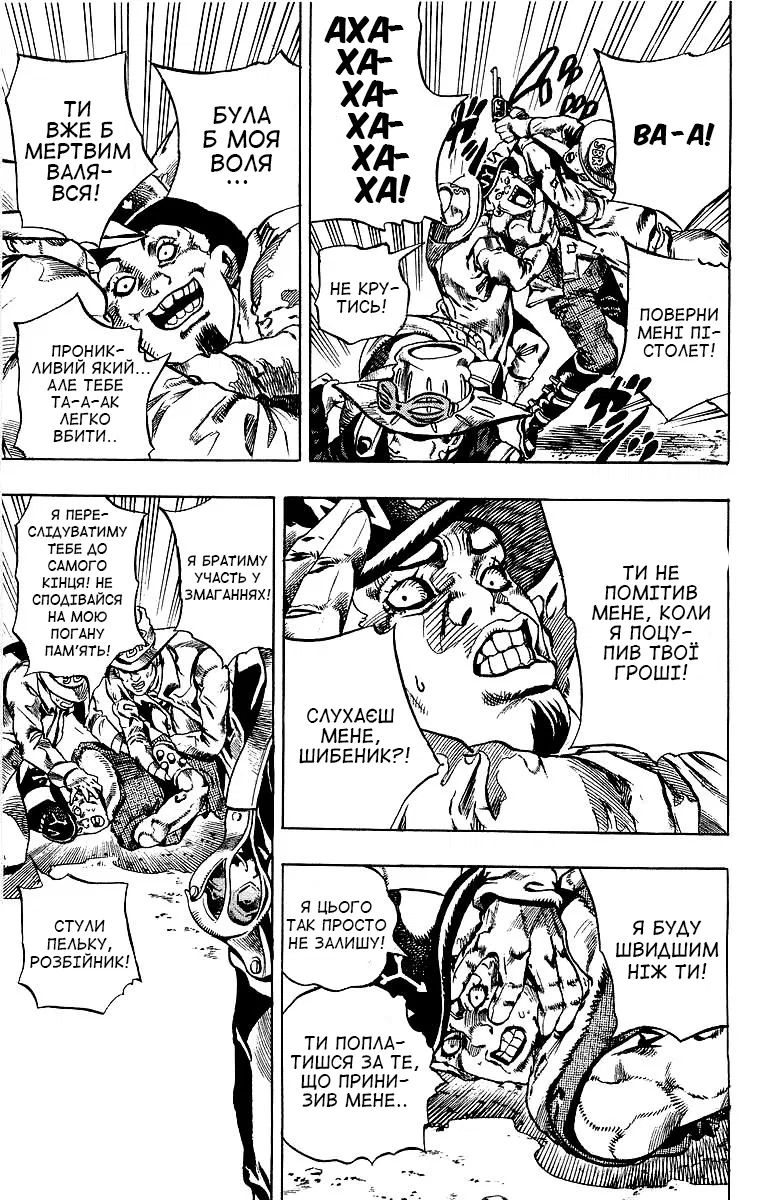 ВА-А!
АХА-
ХА-
ХА-
ХА-
ХА-
ХА!
SBR
НЕ КРУ-
ТИСЬ!
ПОВЕРНИ
МЕНІ ПІ-
СТОЛЕТ!
БУЛА
Б МОЯ
ВОЛЯ
...
ТИ
ВЖЕ Б
МЕРТВИМ
ВАЛЯ-
ВСЯ!
ПРОНИК-
ЛИВИЙ ЯКИЙ...
АЛЕ ТЕБЕ
ТА-А-АК
ЛЕГКО
ВБИТИ..
ТИ НЕ
ПОМІТИВ
МЕНЕ, КОЛИ
Я ПОЦУ-
ПИВ ТВОЇ
ГРОШІ!
СЛУХАЄШ
МЕНЕ,
ШИБЕНИК?!
Я БРАТИМУ
УЧАСТЬ У
ЗМАГАННЯХ!
Я ПЕРЕ-
СЛІДУВАТИМУ
ТЕБЕ ДО
САМОГО
КІНЦЯ! НЕ
СПОДІВАЙСЯ
НА МОЮ
ПОГАНУ
ПАМ'ЯТЬ!
СТУЛИ
ПЕЛЬКУ,
РОЗБІЙНИК!
Я БУДУ
ШВИДШИМ
НІЖ ТИ!
Я ЦЬОГО
ТАК ПРОСТО
НЕ ЗАЛИШУ!
ТИ ПОПЛА-
ТИШСЯ ЗА ТЕ,
ЩО ПРИНИ-
ЗИВ МЕНЕ..